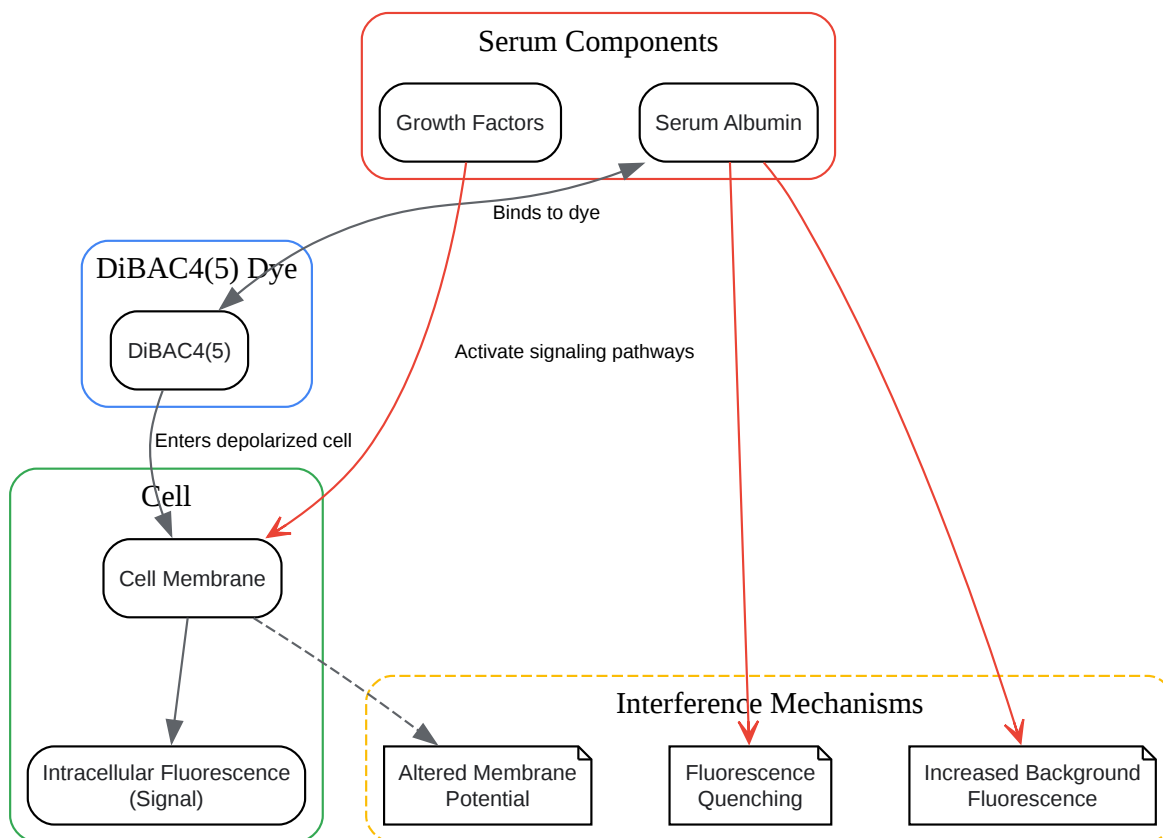 Serum Components
Growth Factors
Serum Albumin
Binds to dye
DiBAC4(5) Dye
DiBAC4(5)
Activate signaling pathways
Enters depolarized cell
Cell
Cell Membrane
Interference Mechanisms
Intracellular Fluorescence
(Signal)
Altered Membrane
Potential
Fluorescence
Quenching
Increased Background
Fluorescence